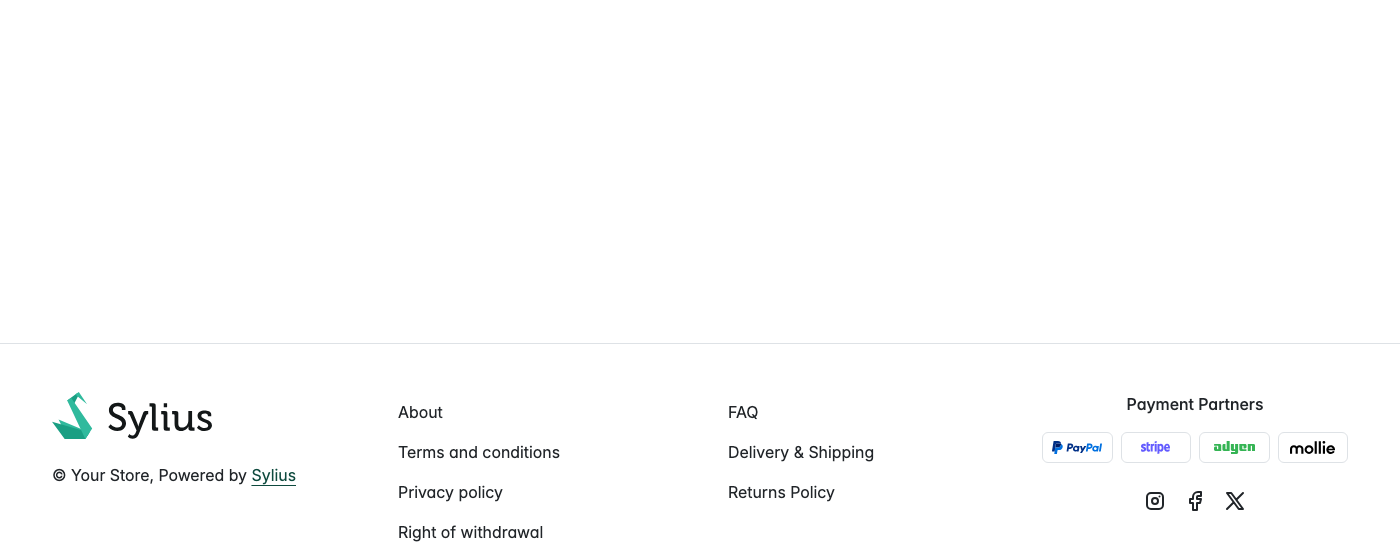 Sylius
© Your Store, Powered by Sylius
About
Terms and conditions
Privacy policy
Right of withdrawal
FAQ
Delivery & Shipping
Returns Policy
Payment Partners
PayPal
stripe
adyen
mollie